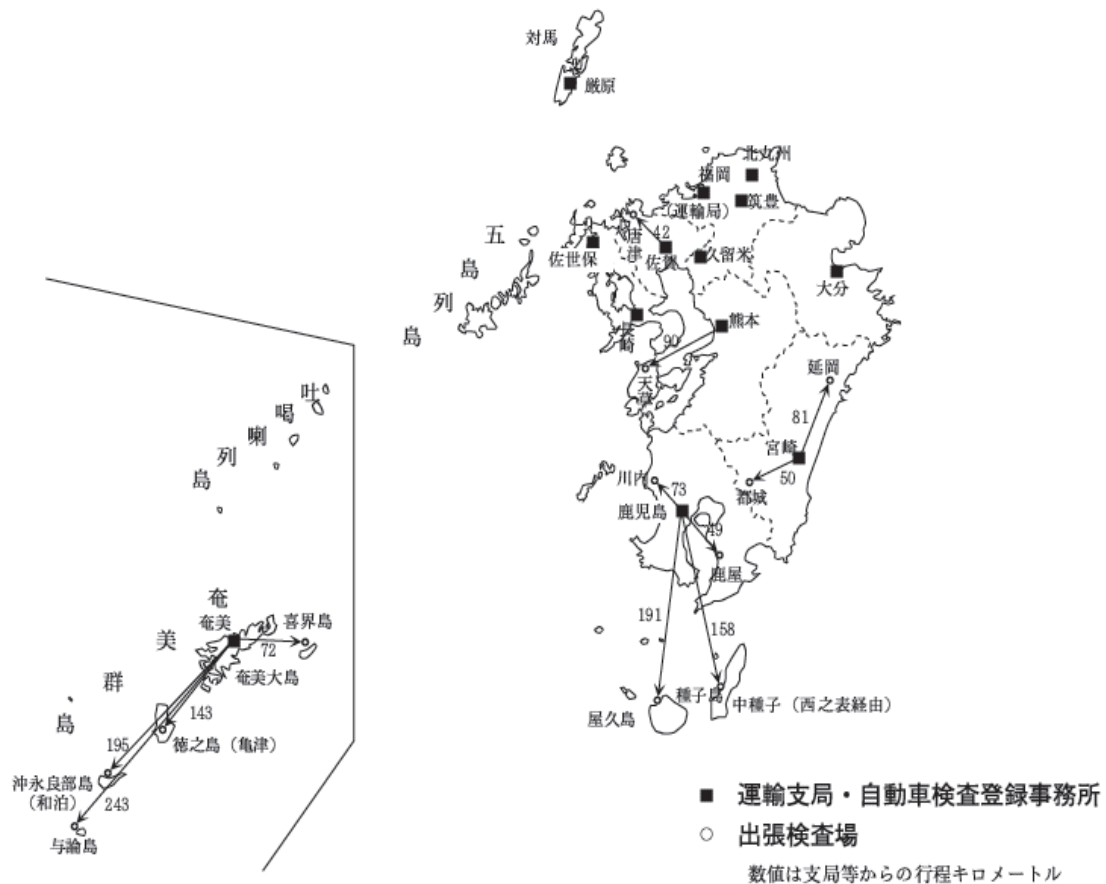 対馬
厳原
北九州
福岡
(運輸局)
筑豊
五島列島
佐世保
唐津
42
佐賀
久留米
大分
長崎
熊本
90
天草
延岡
81
宮崎
50
都城
吐噶喇列島
川内
73
鹿児島
49
鹿屋
191
158
奄美群島
奄美
喜界島
72
奄美大島
143
徳之島（亀津）
195
沖永良部島
（和泊）
243
与論島
種子島
中種子（西之表経由）
屋久島
■ 運輸支局・自動車検査登録事務所
○ 出張検査場
数値は支局等からの行程キロメートル